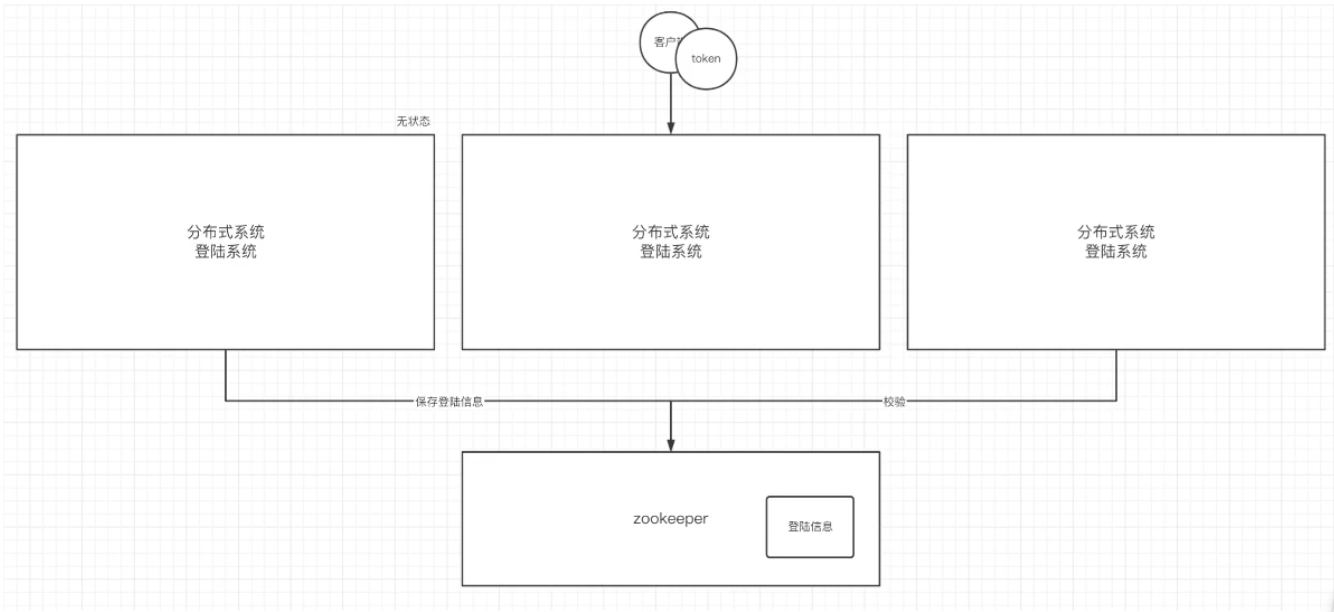 客户
token
无状态
分布式系统
登陆系统
分布式系统
登陆系统
分布式系统
登陆系统
保存登陆信息
校验
zookeeper
登陆信息